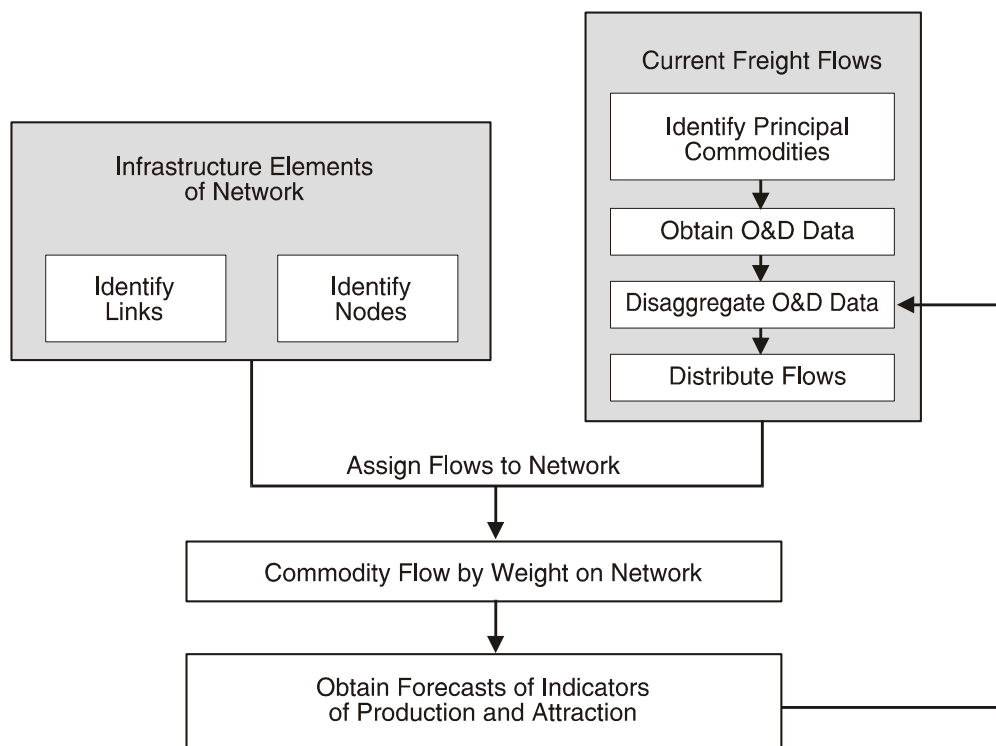 Current Freight Flows
Identify Principal
Commodities
Obtain O&D Data
Disaggregate O&D Data
Distribute Flows
Infrastructure Elements
of Network
Identify
Links
Identify
Nodes
Assign Flows to Network
Commodity Flow by Weight on Network
Obtain Forecasts of Indicators
of Production and Attraction